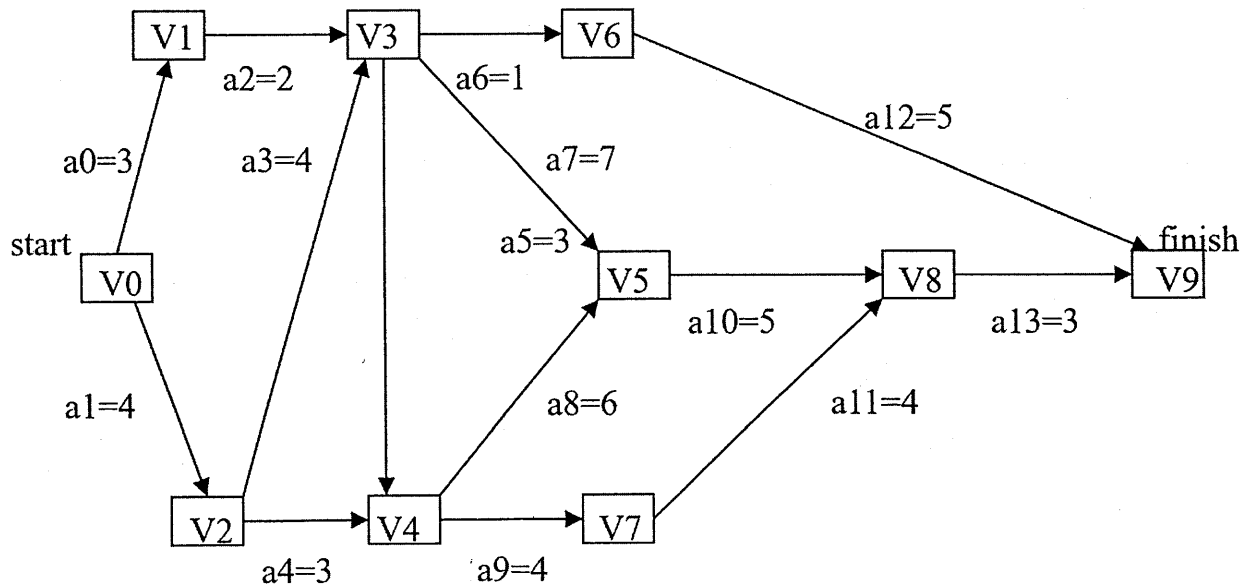 V1
V3
V6
a2=2
a6=1
a12=5
a0=3
a3=4
a7=7
start
a5=3
finish
V0
V5
V8
V9
a10=5
a13=3
a1=4
a8=6
a11=4
V2
V4
V7
a4=3
a9=4